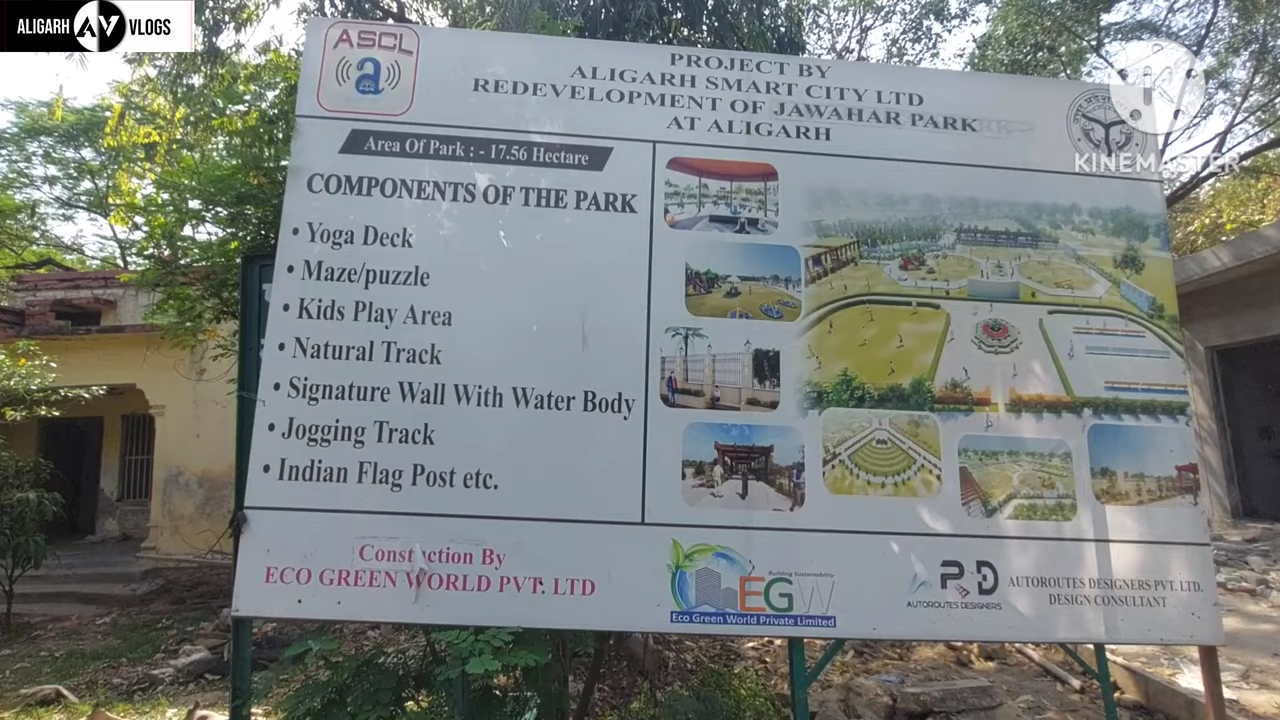 ALIGARH AV VLOGS
ASCL
a
PROJECT BY
ALIGARH SMART CITY LTD
REDEVELOPMENT OF JAWAHAR PARK
AT ALIGARH
KINEMASTER
Area Of Park : - 17.56 Hectare
COMPONENTS OF THE PARK
• Yoga Deck
• Maze/puzzle
• Kids Play Area
• Natural Track
• Signature Wall With Water Body
• Jogging Track
• Indian Flag Post etc.
Construction By
ECO GREEN WORLD PVT. LTD
Building Sustainability
EGW
Eco Green World Private Limited
AUTOROUTES DESIGNERS
AUTOROUTES DESIGNERS PVT. LTD.
DESIGN CONSULTANT